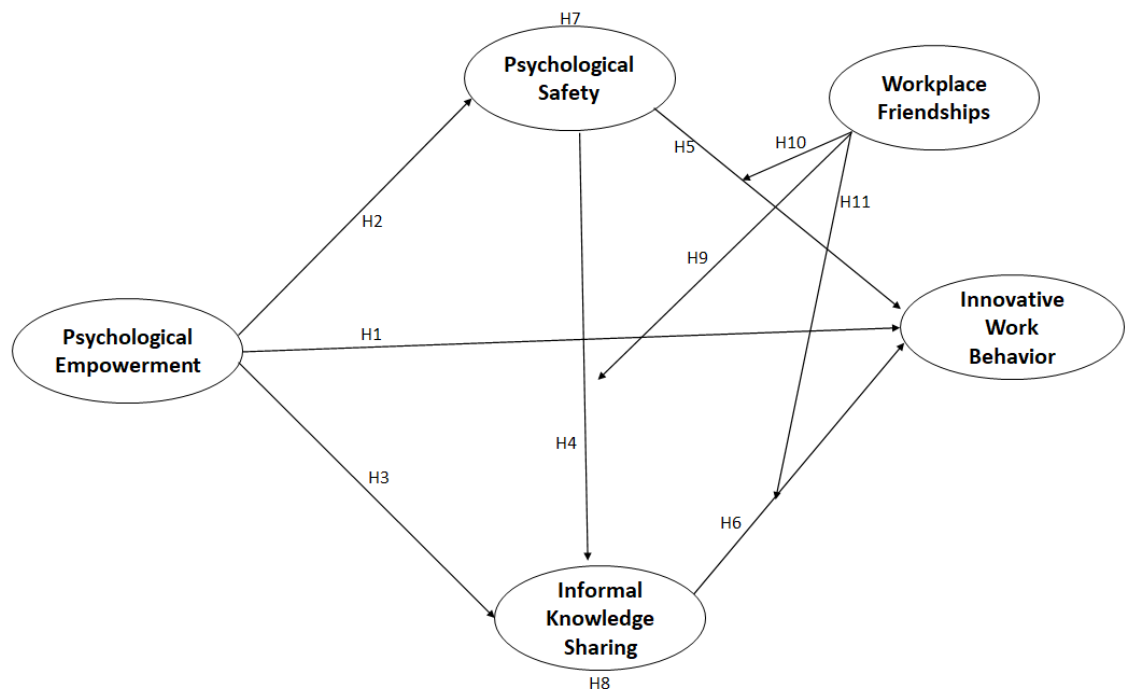 H7
Psychological
Safety
Workplace
Friendships
H10
H5
H11
H2
H9
Innovative
Work
Behavior
Psychological
Empowerment
H1
H4
H3
H6
Informal
Knowledge
Sharing
H8